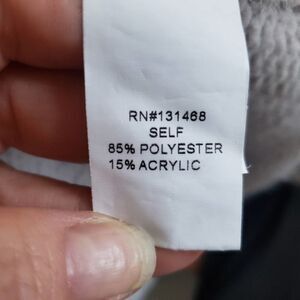 RN#131468
SELF
85% POLYESTER
15% ACRYLIC